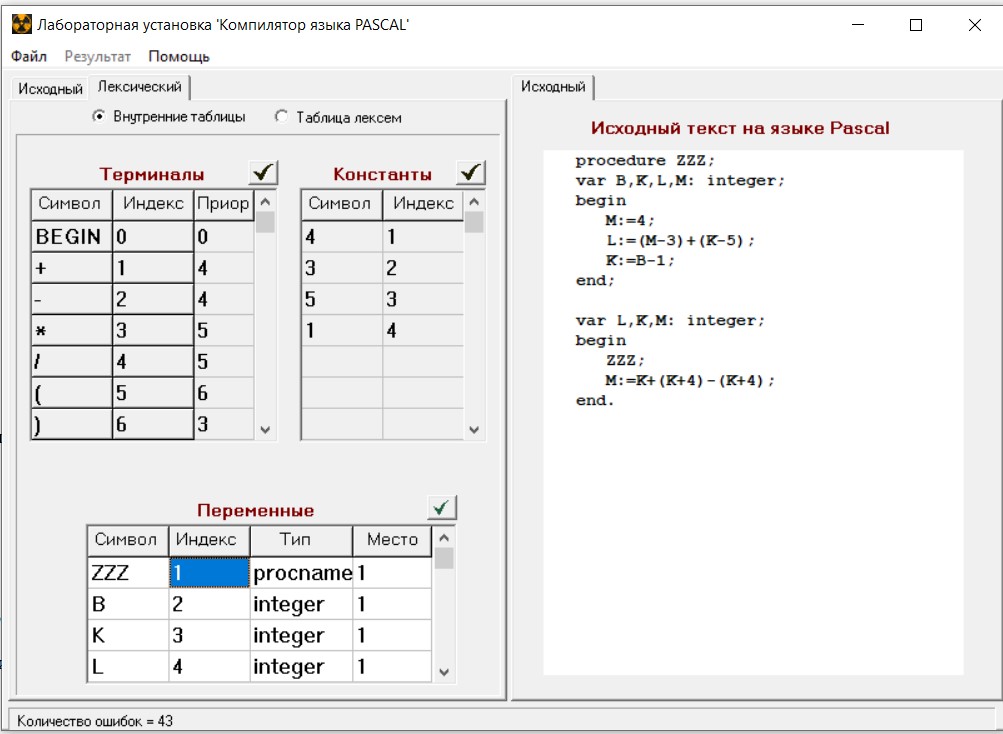 Лабораторная установка 'Компилятор языка PASCAL'
Файл Результат Помощь
Исходный Лексический
Внутренние таблицы Таблица лексем
Терминалы
Символ Индекс Приор
BEGIN 0 0
+ 1 4
- 2 4
* 3 5
/ 4 5
( 5 6
) 6 3
Константы
Символ Индекс
4 1
3 2
5 3
1 4
Переменные
Символ Индекс Тип Место
ZZZ 1 procname 1
B 2 integer 1
K 3 integer 1
L 4 integer 1
Исходный
Исходный текст на языке Pascal
procedure ZZZ;
var B,K,L,M: integer;
begin
M:=4;
L:=(M-3)+(K-5);
K:=B-1;
end;
var L,K,M: integer;
begin
ZZZ;
M:=K+(K+4)-(K+4);
end.
Количество ошибок = 43